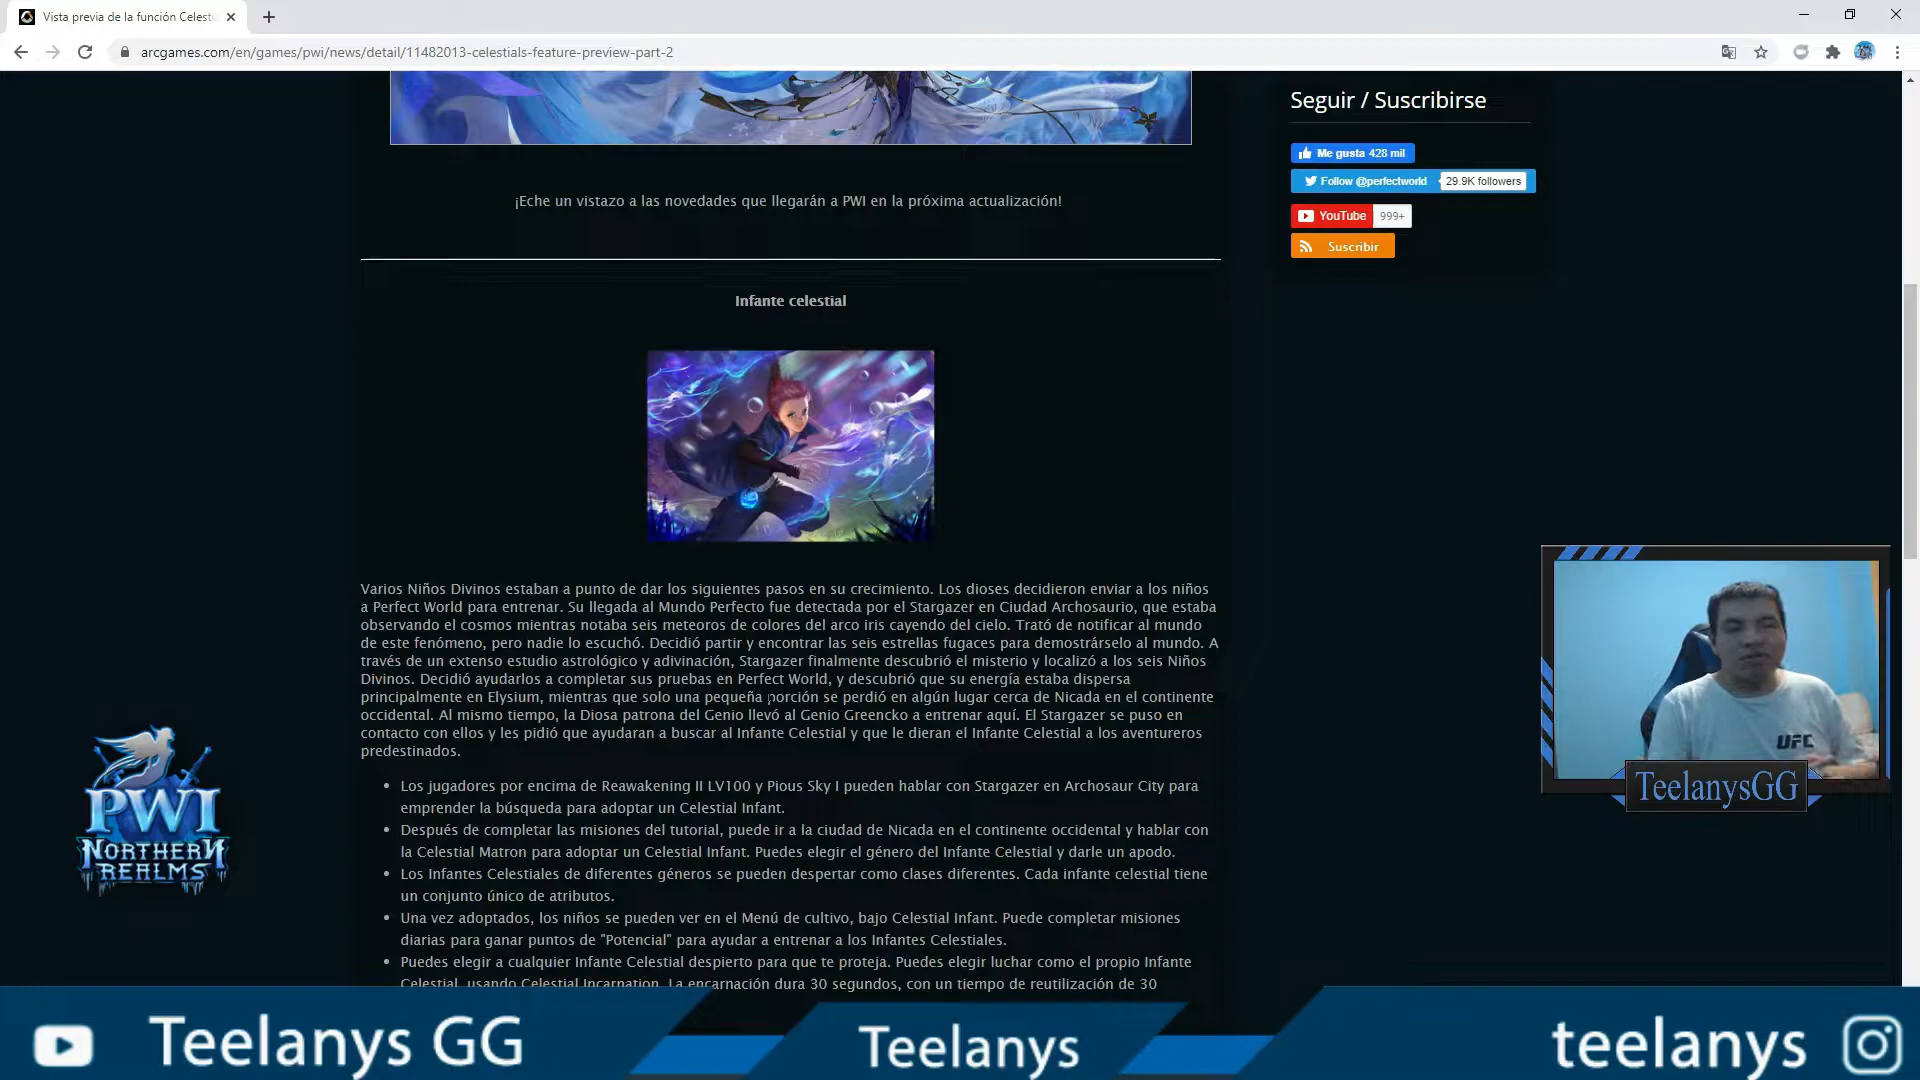 Vista previa de la función Celesti
arcgames.com/en/games/pwi/news/detail/11482013-celestials-feature-preview-part-2
Seguir / Suscribirse
Me gusta 428 mil
Follow @perfectworld
29.9K followers
YouTube
999+
Suscribir
¡Eche un vistazo a las novedades que llegarán a PWI en la próxima actualización!
Infante celestial
Varios Niños Divinos estaban a punto de dar los siguientes pasos en su crecimiento. Los dioses decidieron enviar a los niños
a Perfect World para entrenar. Su llegada al Mundo Perfecto fue detectada por el Stargazer en Ciudad Archosaurio, que estaba
observando el cosmos mientras notaba seis meteoros de colores del arco iris cayendo del cielo. Trató de notificar al mundo
de este fenómeno, pero nadie lo escuchó. Decidió partir y encontrar las seis estrellas fugaces para demostrárselo al mundo. A
través de un extenso estudio astrológico y adivinación, Stargazer finalmente descubrió el misterio y localizó a los seis Niños
Divinos. Decidió ayudarlos a completar sus pruebas en Perfect World, y descubrió que su energía estaba dispersa
principalmente en Elysium, mientras que solo una pequeña porción se perdió en algún lugar cerca de Nicada en el continente
occidental. Al mismo tiempo, la Diosa patrona del Genio llevó al Genio Greencko a entrenar aquí. El Stargazer se puso en
contacto con ellos y les pidió que ayudaran a buscar al Infante Celestial y que le dieran el Infante Celestial a los aventureros
predestinados.
• Los jugadores por encima de Reawakening II LV100 y Pious Sky I pueden hablar con Stargazer en Archosaur City para
emprender la búsqueda para adoptar un Celestial Infant.
• Después de completar las misiones del tutorial, puede ir a la ciudad de Nicada en el continente occidental y hablar con
la Celestial Matron para adoptar un Celestial Infant. Puedes elegir el género del Infante Celestial y darle un apodo.
• Los Infantes Celestiales de diferentes géneros se pueden despertar como clases diferentes. Cada infante celestial tiene
un conjunto único de atributos.
• Una vez adoptados, los niños se pueden ver en el Menú de cultivo, bajo Celestial Infant. Puede completar misiones
diarias para ganar puntos de "Potencial" para ayudar a entrenar a los Infantes Celestiales.
• Puedes elegir a cualquier Infante Celestial despierto para que te proteja. Puedes elegir luchar como el propio Infante
Celestial, usando Celestial Incarnation. La encarnación dura 30 segundos, con un tiempo de reutilización de 30
PWI
NORTHERN
REALMS
UFC
TeelanysGG
Teelanys GG
Teelanys
teelanys